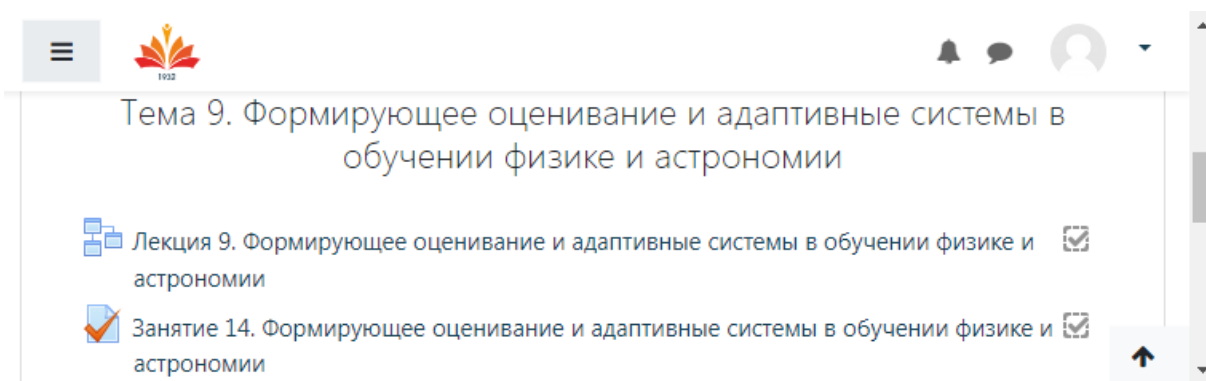 1932
Тема 9. Формирующее оценивание и адаптивные системы в
обучении физике и астрономии
Лекция 9. Формирующее оценивание и адаптивные системы в обучении физике и
астрономии
Занятие 14. Формирующее оценивание и адаптивные системы в обучении физике и
астрономии